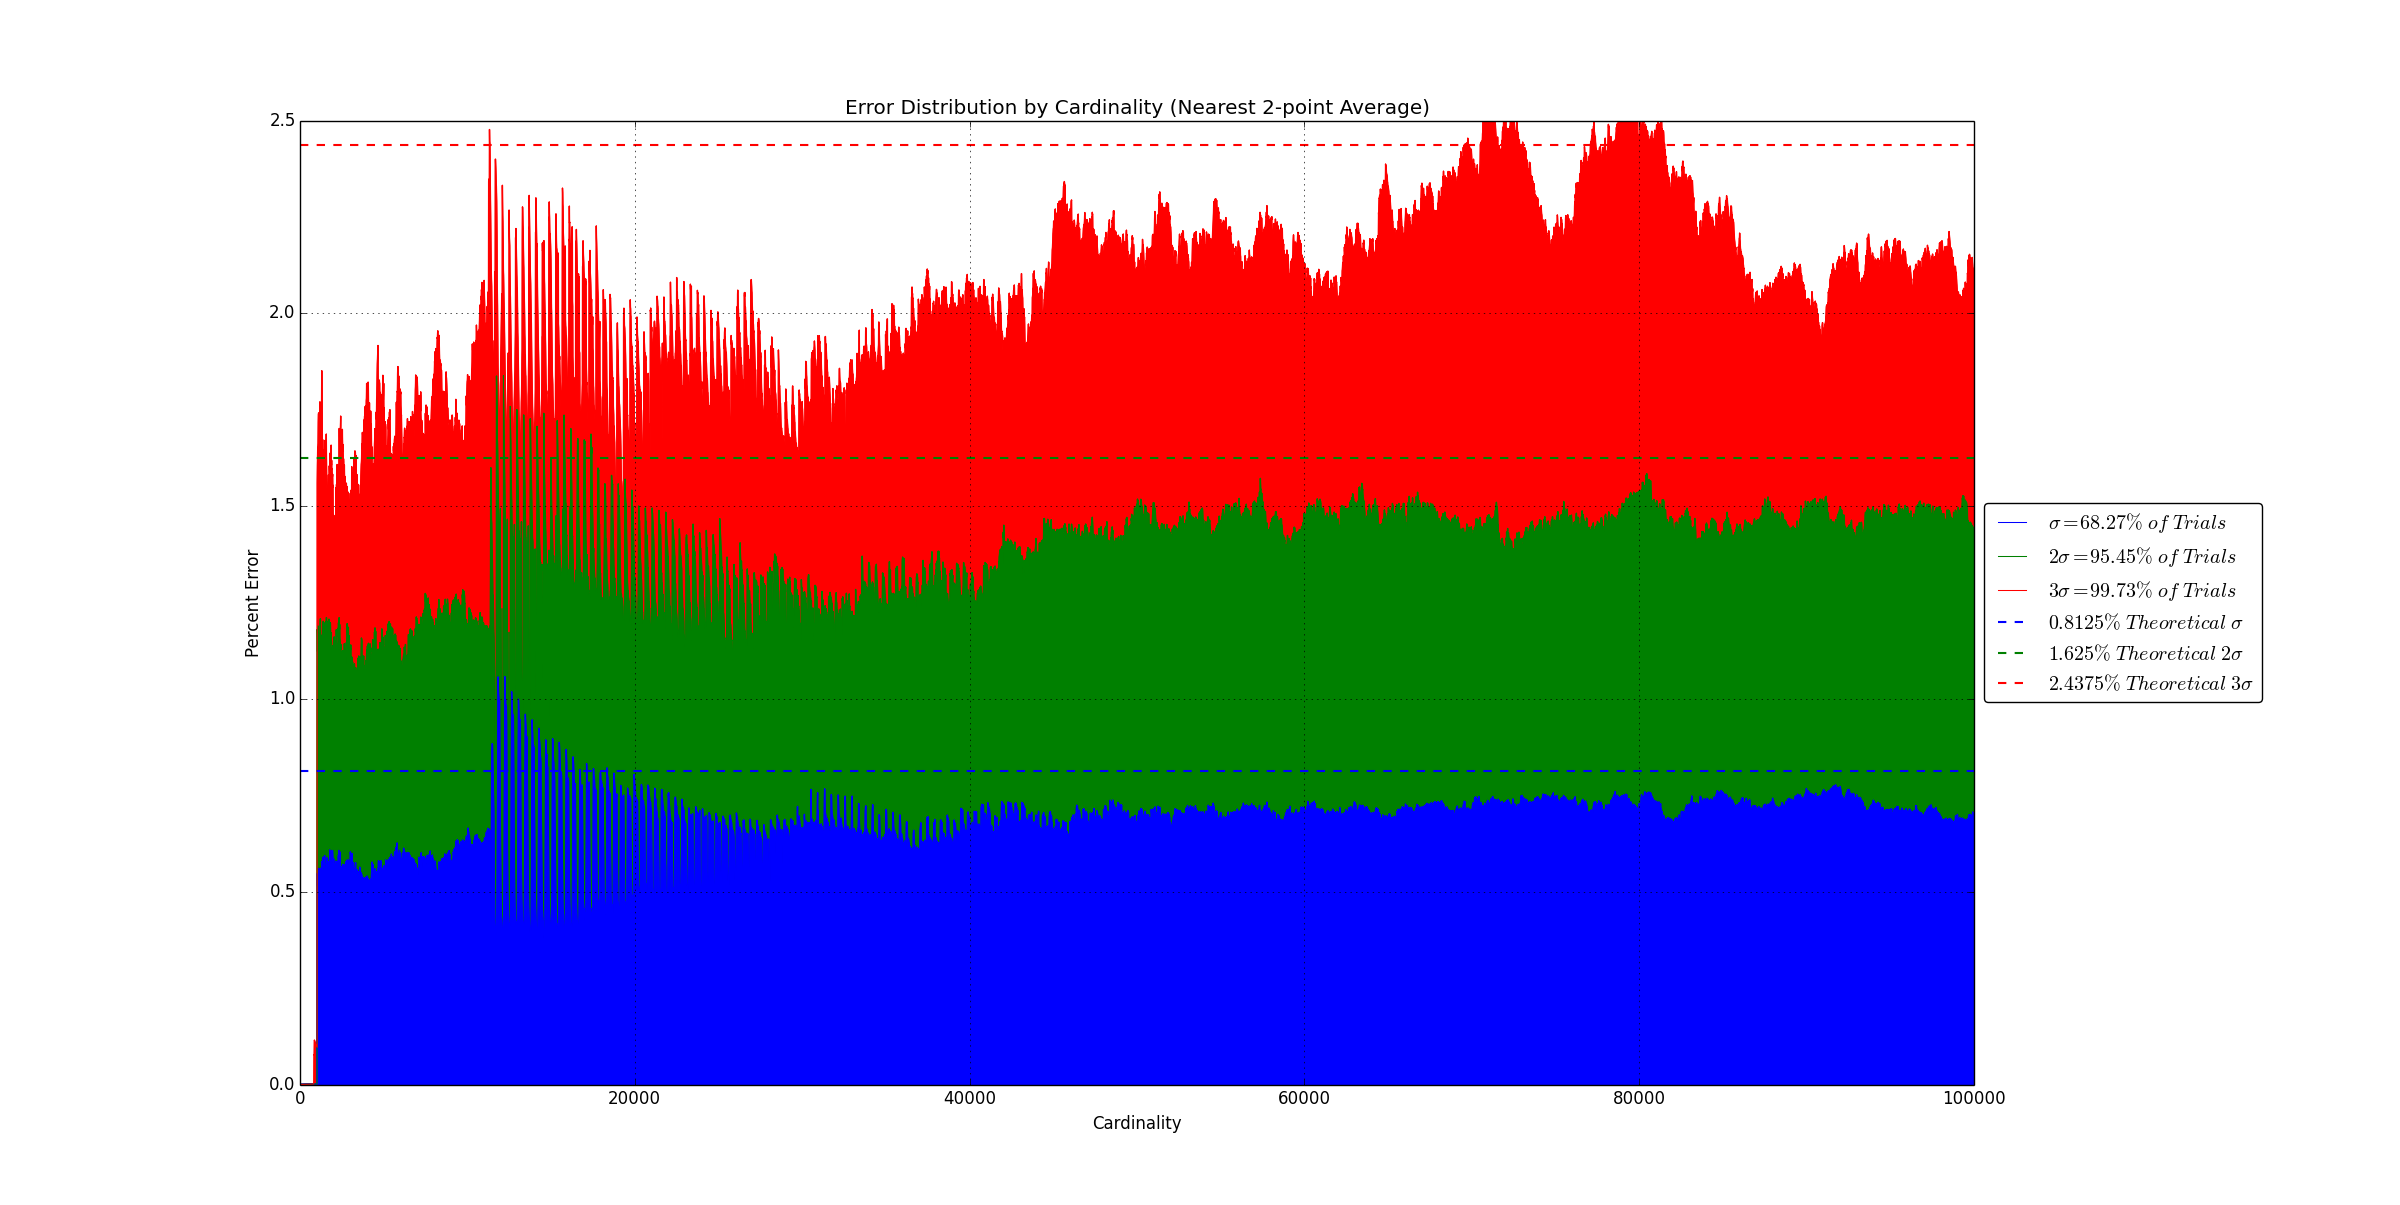 Error Distribution by Cardinality (Nearest 2-point Average)
2.5
2.0
1.5
1.0
0.5
0.0
Percent Error
0 20000 40000 60000 80000 100000
Cardinality
σ=68.27% of Trials
2σ=95.45% of Trials
3σ=99.73% of Trials
0.8125% Theoretical σ
1.625% Theoretical 2σ
2.4375% Theoretical 3σ